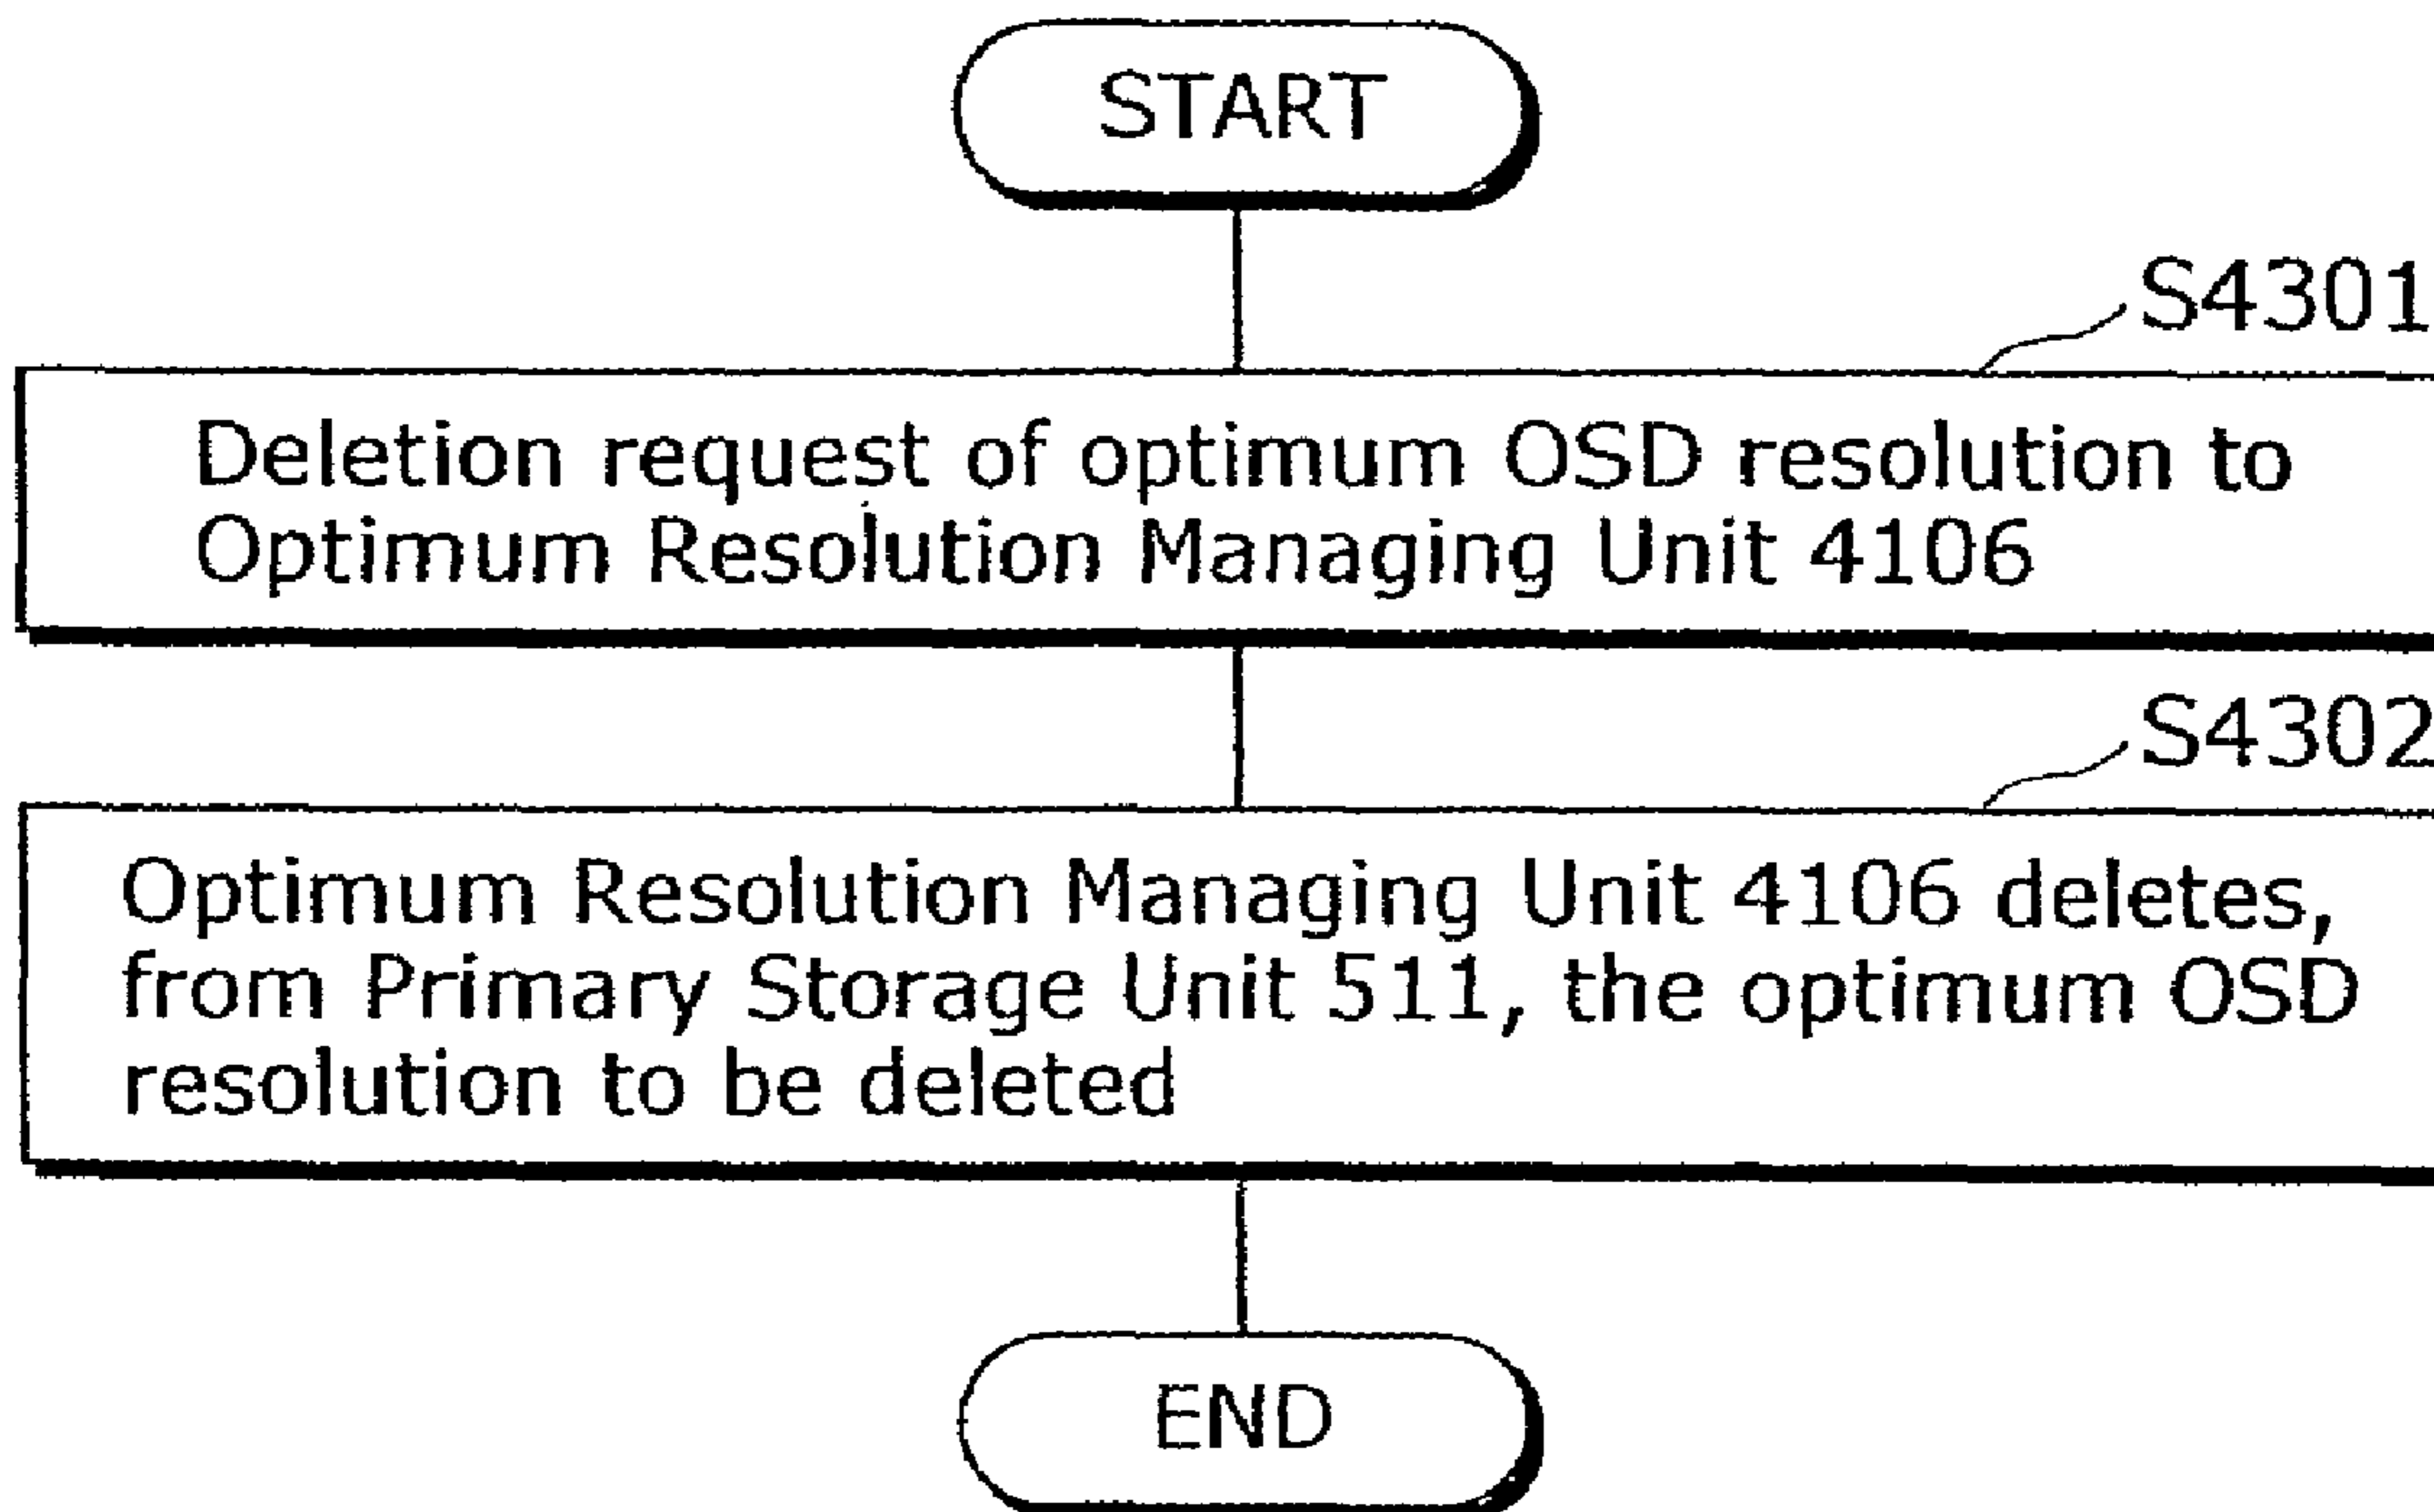 START
S4301
Deletion request of optimum OSD resolution to
Optimum Resolution Managing Unit 4106
S4302
Optimum Resolution Managing Unit 4106 deletes,
from Primary Storage Unit 511, the optimum OSD
resolution to be deleted
END